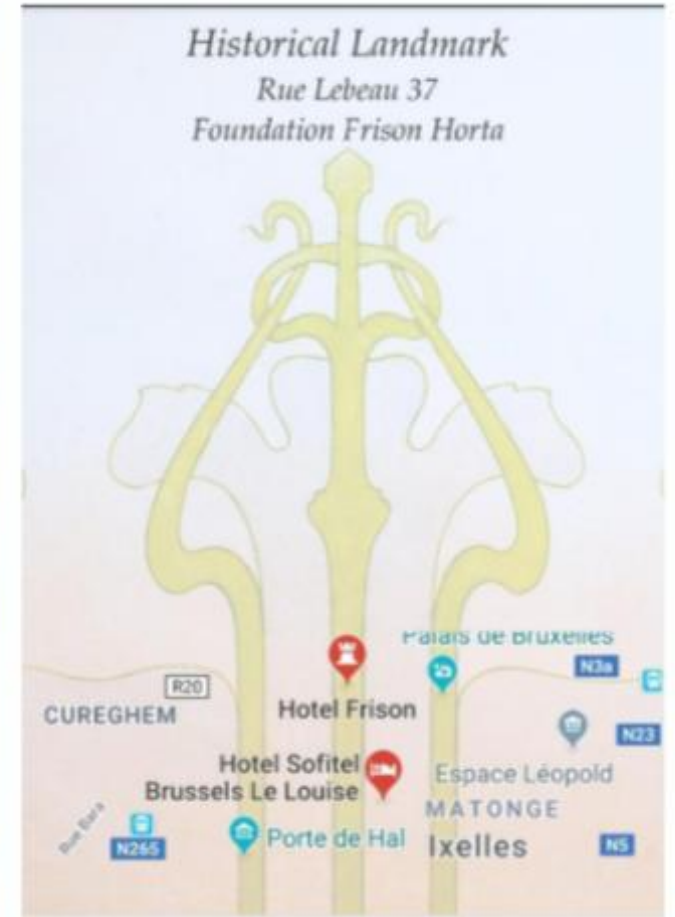 Historical Landmark
Rue Lebeau 37
Foundation Frison Horta
Palais de Bruxelles
N3a
R20
CUREGHEM
Hotel Frison
N23
Hotel Sofitel
Brussels Le Louise
Espace Léopold
MATONGE
Rue Bara
N265
Porte de Hal
Ixelles
N5